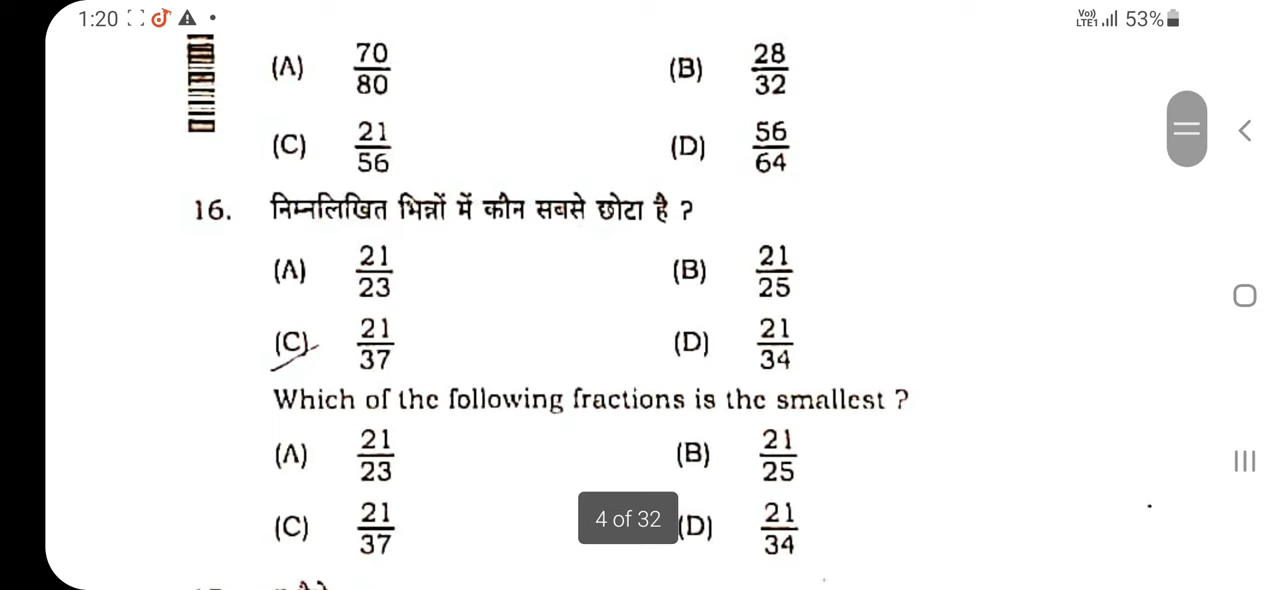 1:20 Vo)) LTE1 53%
(A) 70/80 (B) 28/32
(C) 21/56 (D) 56/64
16. निम्नलिखित भिन्नों में कौन सबसे छोटा है ?
(A) 21/23 (B) 21/25
(C) 21/37 (D) 21/34
Which of the following fractions is the smallest ?
(A) 21/23 (B) 21/25
(C) 21/37 (D) 21/34
4 of 32